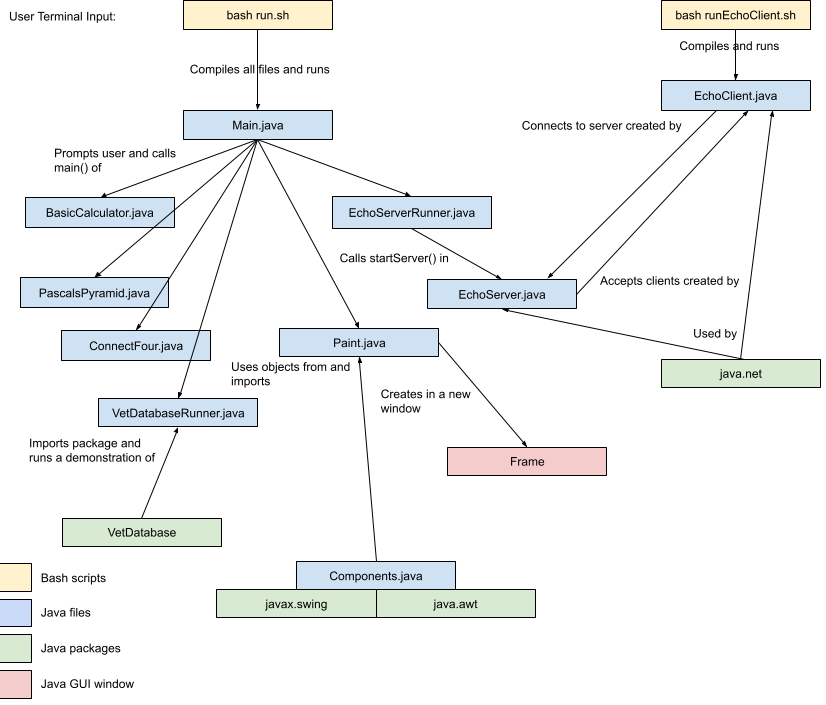 User Terminal Input:
bash run.sh
bash runEchoClient.sh
Compiles all files and runs
Compiles and runs
EchoClient.java
Main.java
Connects to server created by
Prompts user and calls
main() of
BasicCalculator.java
EchoServerRunner.java
Calls startServer() in
Accepts clients created by
PascalsPyramid.java
EchoServer.java
Used by
ConnectFour.java
Paint.java
java.net
Uses objects from and
imports
Creates in a new
window
VetDatabaseRunner.java
Imports package and
runs a demonstration of
Frame
VetDatabase
Components.java
javax.swing
java.awt
Bash scripts
Java files
Java packages
Java GUI window